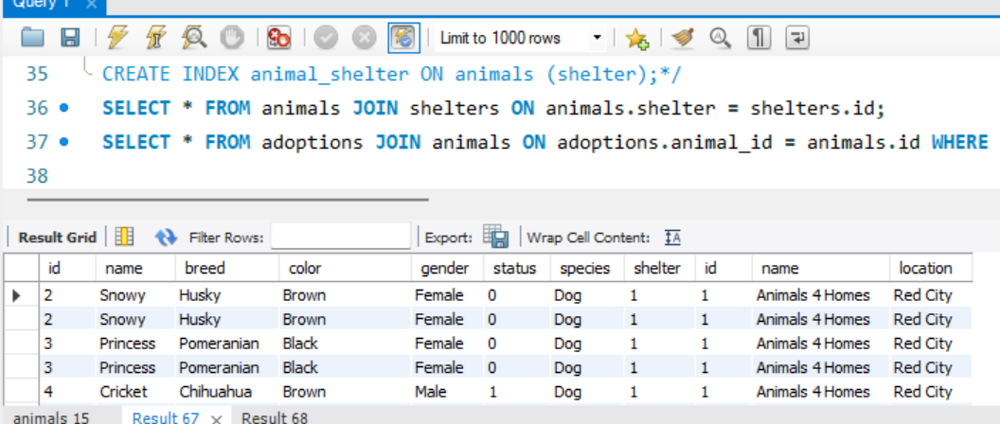 Query 1 ×
Limit to 1000 rows
35 CREATE INDEX animal_shelter ON animals (shelter);*/
36 SELECT * FROM animals JOIN shelters ON animals.shelter = shelters.id;
37 SELECT * FROM adoptions JOIN animals ON adoptions.animal_id = animals.id WHERE
38
Result Grid Filter Rows: Export: Wrap Cell Content: IA
id name breed color gender status species shelter id name location
2 Snowy Husky Brown Female 0 Dog 1 1 Animals 4 Homes Red City
2 Snowy Husky Brown Female 0 Dog 1 1 Animals 4 Homes Red City
3 Princess Pomeranian Black Female 0 Dog 1 1 Animals 4 Homes Red City
3 Princess Pomeranian Black Female 0 Dog 1 1 Animals 4 Homes Red City
4 Cricket Chihuahua Brown Male 1 Dog 1 1 Animals 4 Homes Red City
animals 15 Result 67 × Result 68